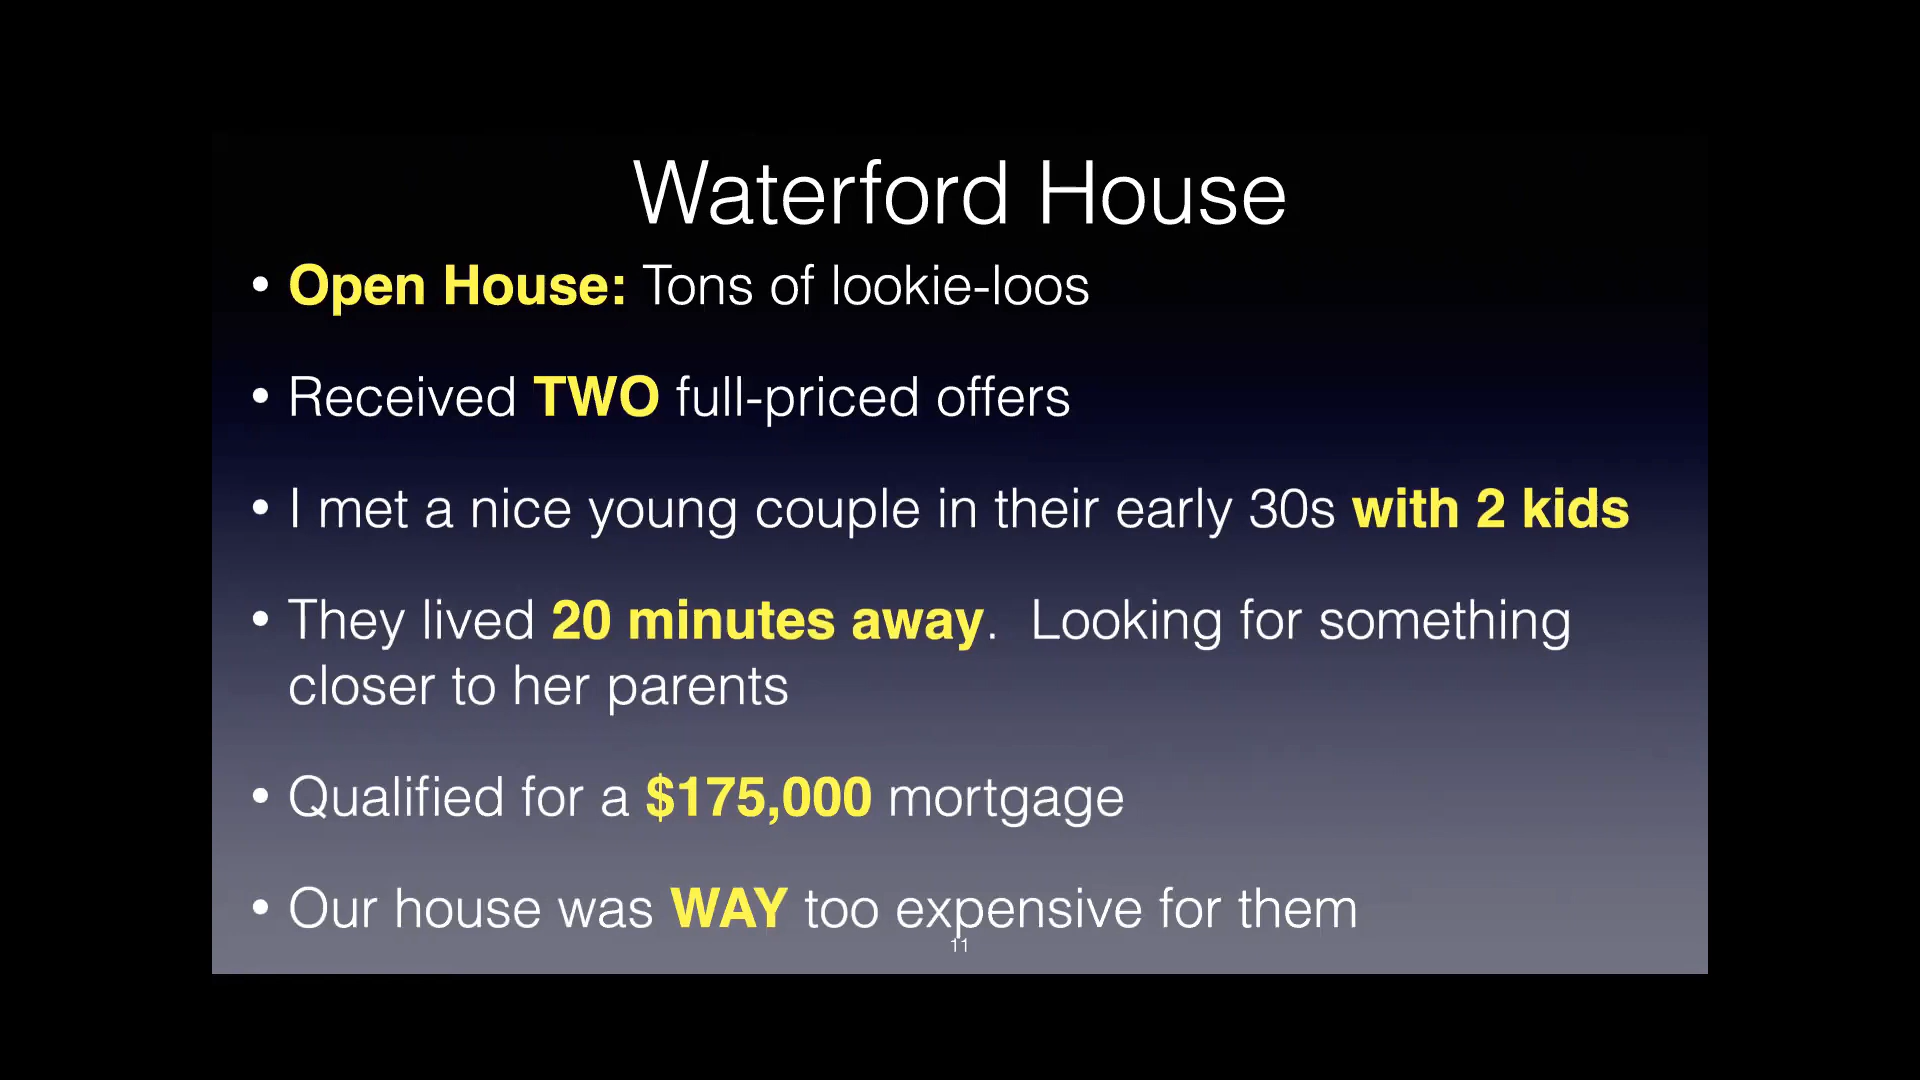 Waterford House
• Open House: Tons of lookie-loos
• Received TWO full-priced offers
• I met a nice young couple in their early 30s with 2 kids
• They lived 20 minutes away.  Looking for something
closer to her parents
• Qualified for a $175,000 mortgage
• Our house was WAY too expensive for them
11